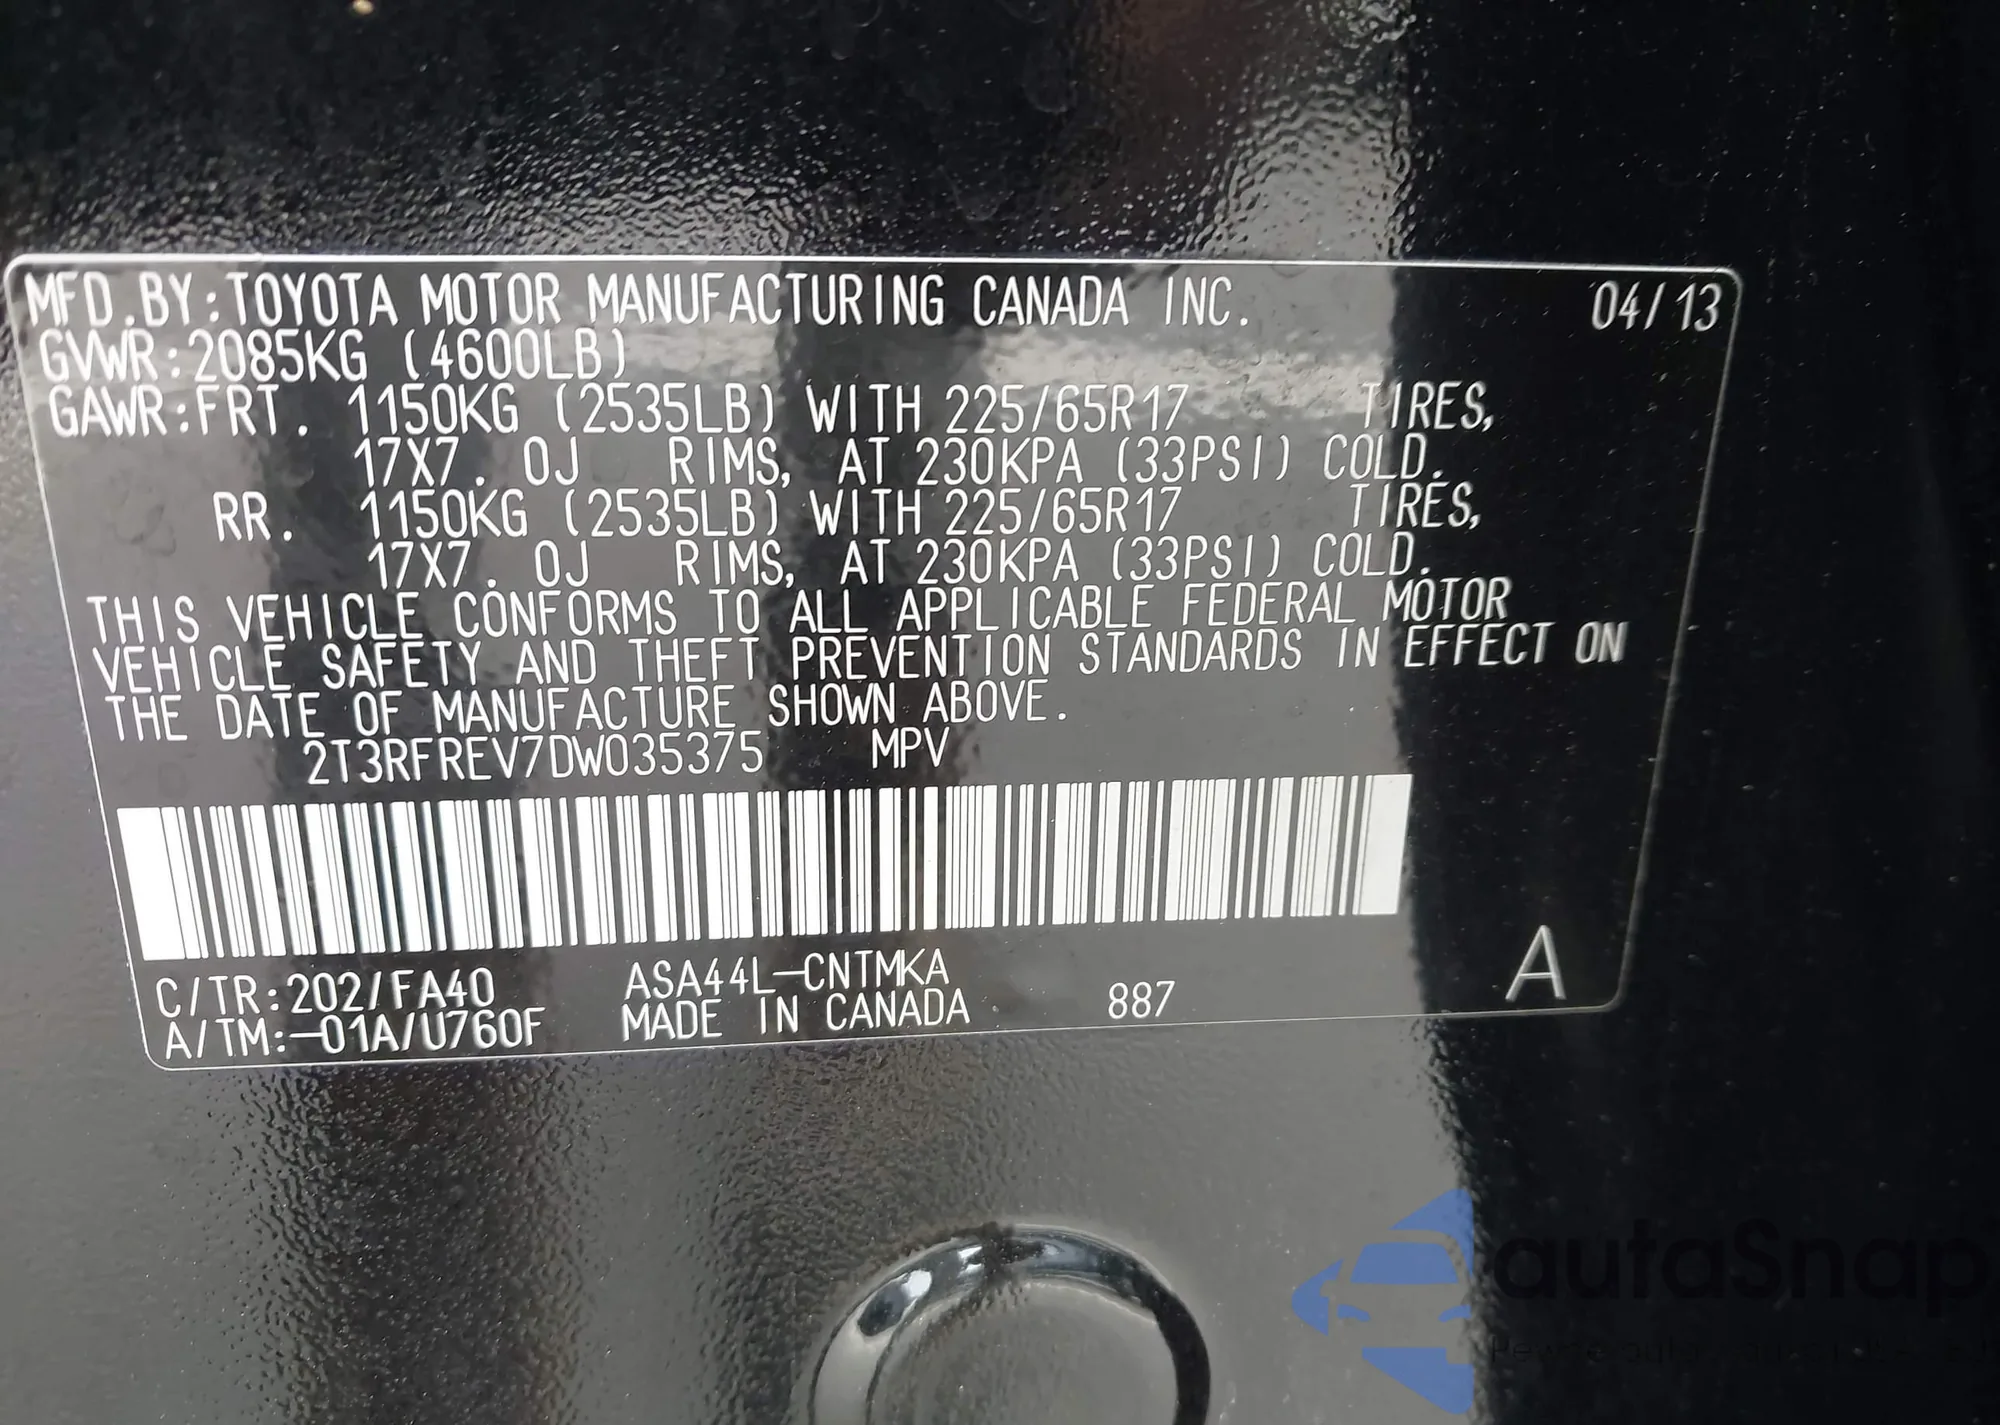 MFD.BY:TOYOTA MOTOR MANUFACTURING CANADA INC. 04/13
GVWR:2085KG (4600LB)
GAWR:FRT. 1150KG (2535LB) WITH 225/65R17 TIRES,
17X7.0J RIMS, AT 230KPA (33PSI) COLD.
RR. 1150KG (2535LB) WITH 225/65R17 TIRES,
17X7.0J RIMS, AT 230KPA (33PSI) COLD.
THIS VEHICLE CONFORMS TO ALL APPLICABLE FEDERAL MOTOR
VEHICLE SAFETY AND THEFT PREVENTION STANDARDS IN EFFECT ON
THE DATE OF MANUFACTURE SHOWN ABOVE.
2T3RFREV7DW035375 MPV
C/TR:202/FA40 ASA44L-CNTMKA
A/TM:-01A/U760F MADE IN CANADA 887 A
autaSnap